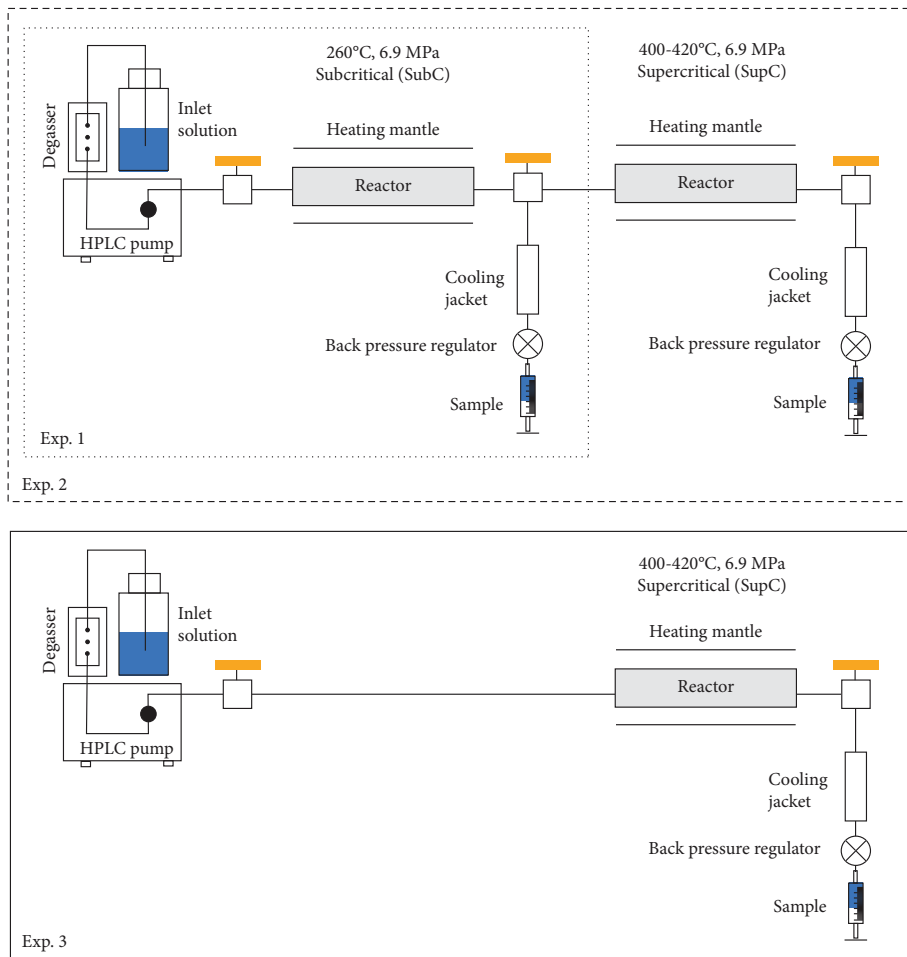 260°C, 6.9 MPa
Subcritical (SubC)
400-420°C, 6.9 MPa
Supercritical (SupC)
Degasser
Inlet
solution
Heating mantle
Heating mantle
Reactor
Reactor
HPLC pump
Cooling
jacket
Cooling
jacket
Back pressure regulator
Back pressure regulator
Sample
Sample
Exp. 1
Exp. 2
400-420°C, 6.9 MPa
Supercritical (SupC)
Degasser
Inlet
solution
Heating mantle
Reactor
HPLC pump
Cooling
jacket
Back pressure regulator
Sample
Exp. 3